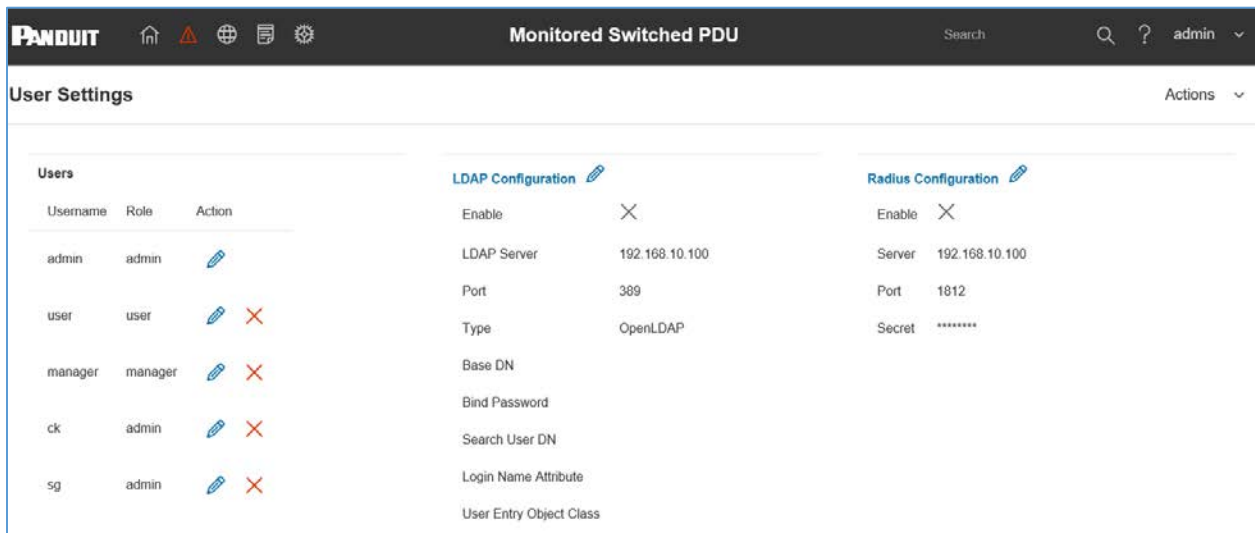 PANDUIT Monitored Switched PDU Search ? admin
User Settings Actions
Users
Username Role Action
admin admin
user user
manager manager
ck admin
sg admin
LDAP Configuration
Enable
LDAP Server 192.168.10.100
Port 389
Type OpenLDAP
Base DN
Bind Password
Search User DN
Login Name Attribute
User Entry Object Class
Radius Configuration
Enable
Server 192.168.10.100
Port 1812
Secret ********